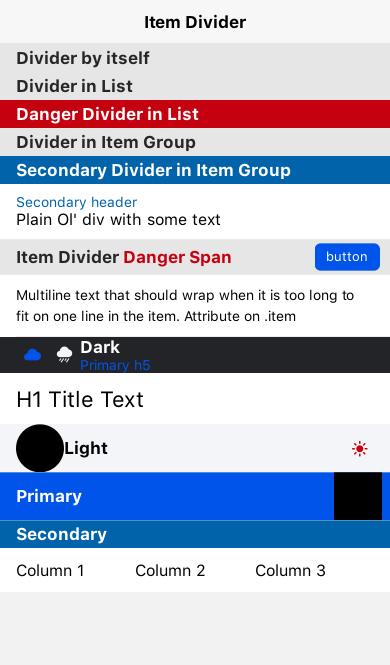 Item Divider
Divider by itself
Divider in List
Danger Divider in List
Divider in Item Group
Secondary Divider in Item Group
Secondary header
Plain Ol' div with some text
Item Divider Danger Span
button
Multiline text that should wrap when it is too long to
fit on one line in the item. Attribute on .item
Dark
Primary h5
H1 Title Text
Light
Primary
Secondary
Column 1 Column 2 Column 3